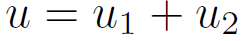 u = u₁ + u₂